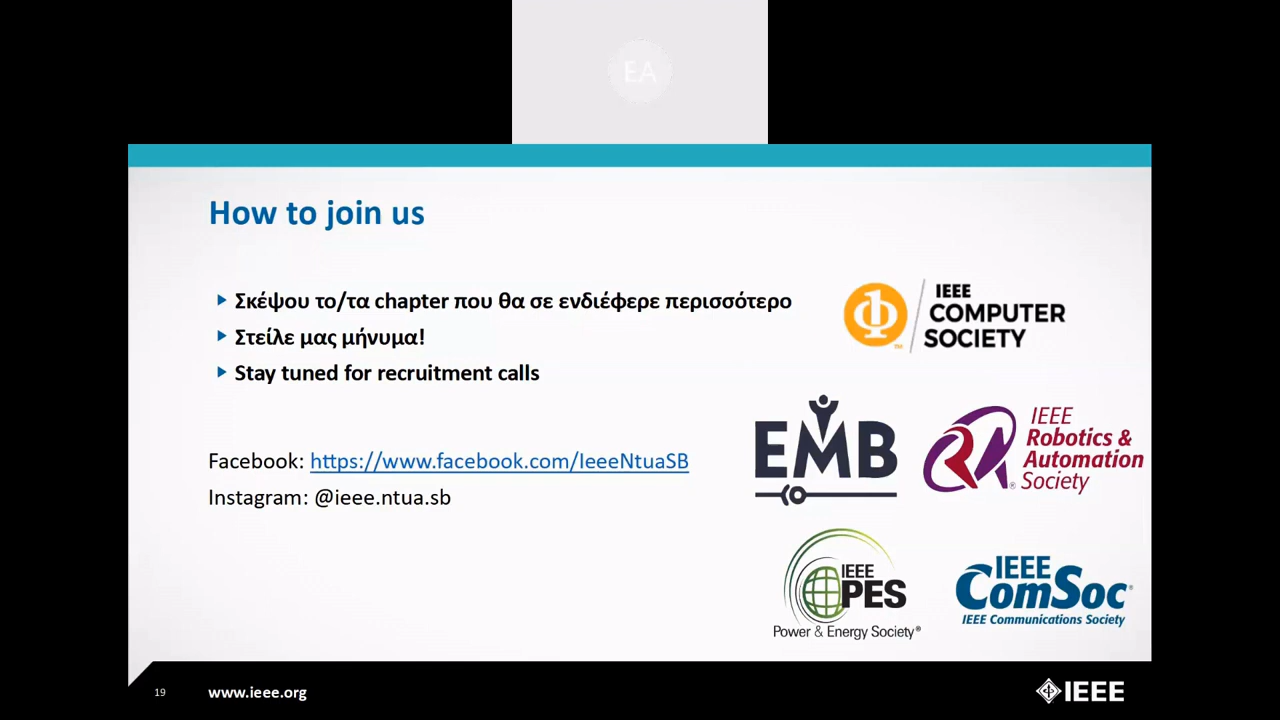 EA
How to join us
Σκέψου το/τα chapter που θα σε ενδιέφερε περισσότερο
Στείλε μας μήνυμα!
Stay tuned for recruitment calls
Facebook: https://www.facebook.com/IeeeNtuaSB
Instagram: @ieee.ntua.sb
IEEE
COMPUTER
SOCIETY
TM
EMB
IEEE
Robotics &
Automation
Society
®
IEEE
PES
Power & Energy Society®
IEEE
ComSoc®
IEEE Communications Society
19
www.ieee.org
IEEE